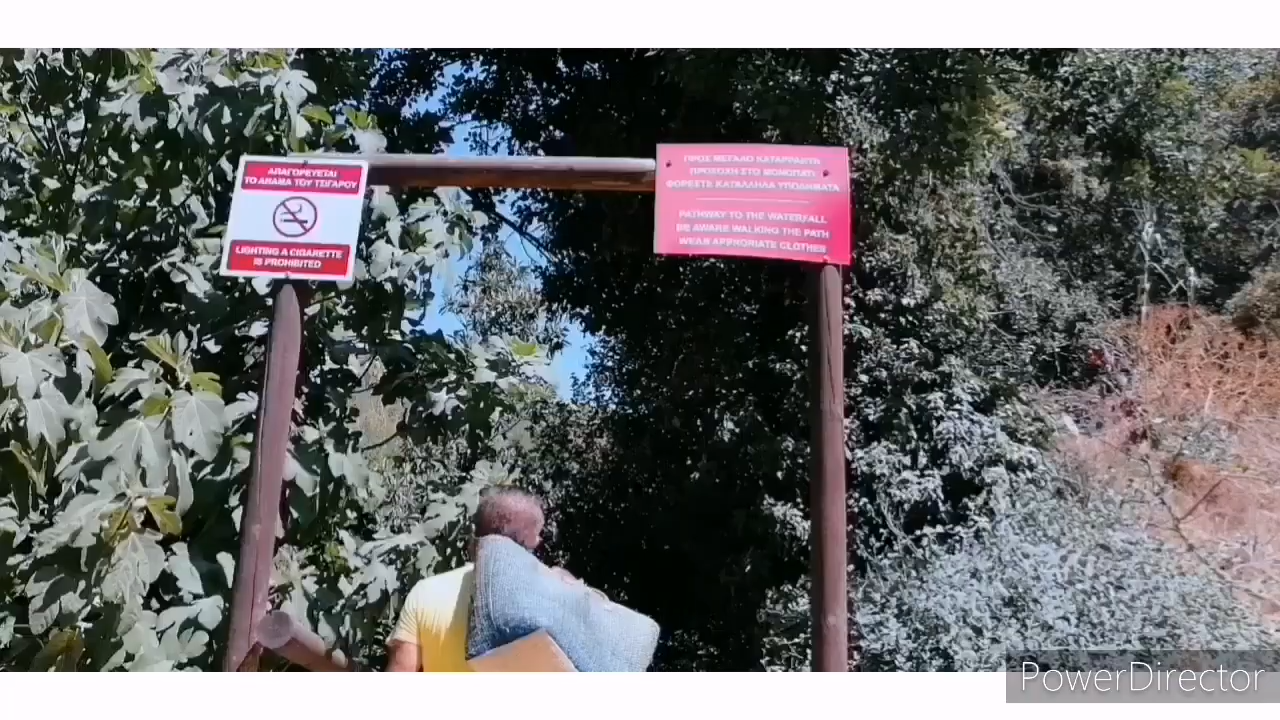 ΑΠΑΓΟΡΕΥΕΤΑΙ
ΤΟ ΑΝΑΜΑ ΤΟΥ ΤΣΙΓΑΡΟΥ
LIGHTING A CIGARETTE
IS PROHIBITED
ΠΡΟΣ ΜΕΓΑΛΟ ΚΑΤΑΡΡΑΚΤΗ
ΠΡΟΣΟΧΗ ΣΤΟ ΜΟΝΟΠΑΤΙ
ΦΟΡΕΣΤΕ ΚΑΤΑΛΛΗΛΑ ΥΠΟΔΗΜΑΤΑ
PATHWAY TO THE WATERFALL
BE AWARE WALKING THE PATH
WEAR APPRORIATE CLOTHES
PowerDirector